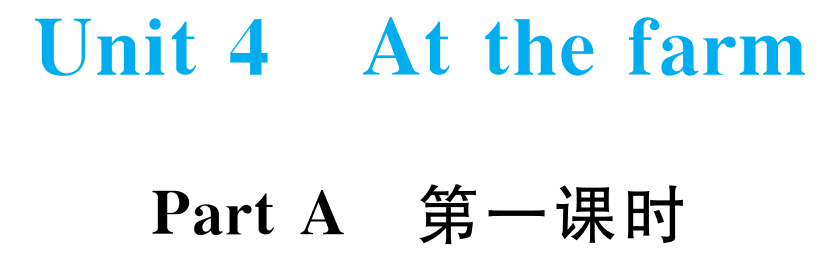 Unit 4 At the farm
Part A 第一课时